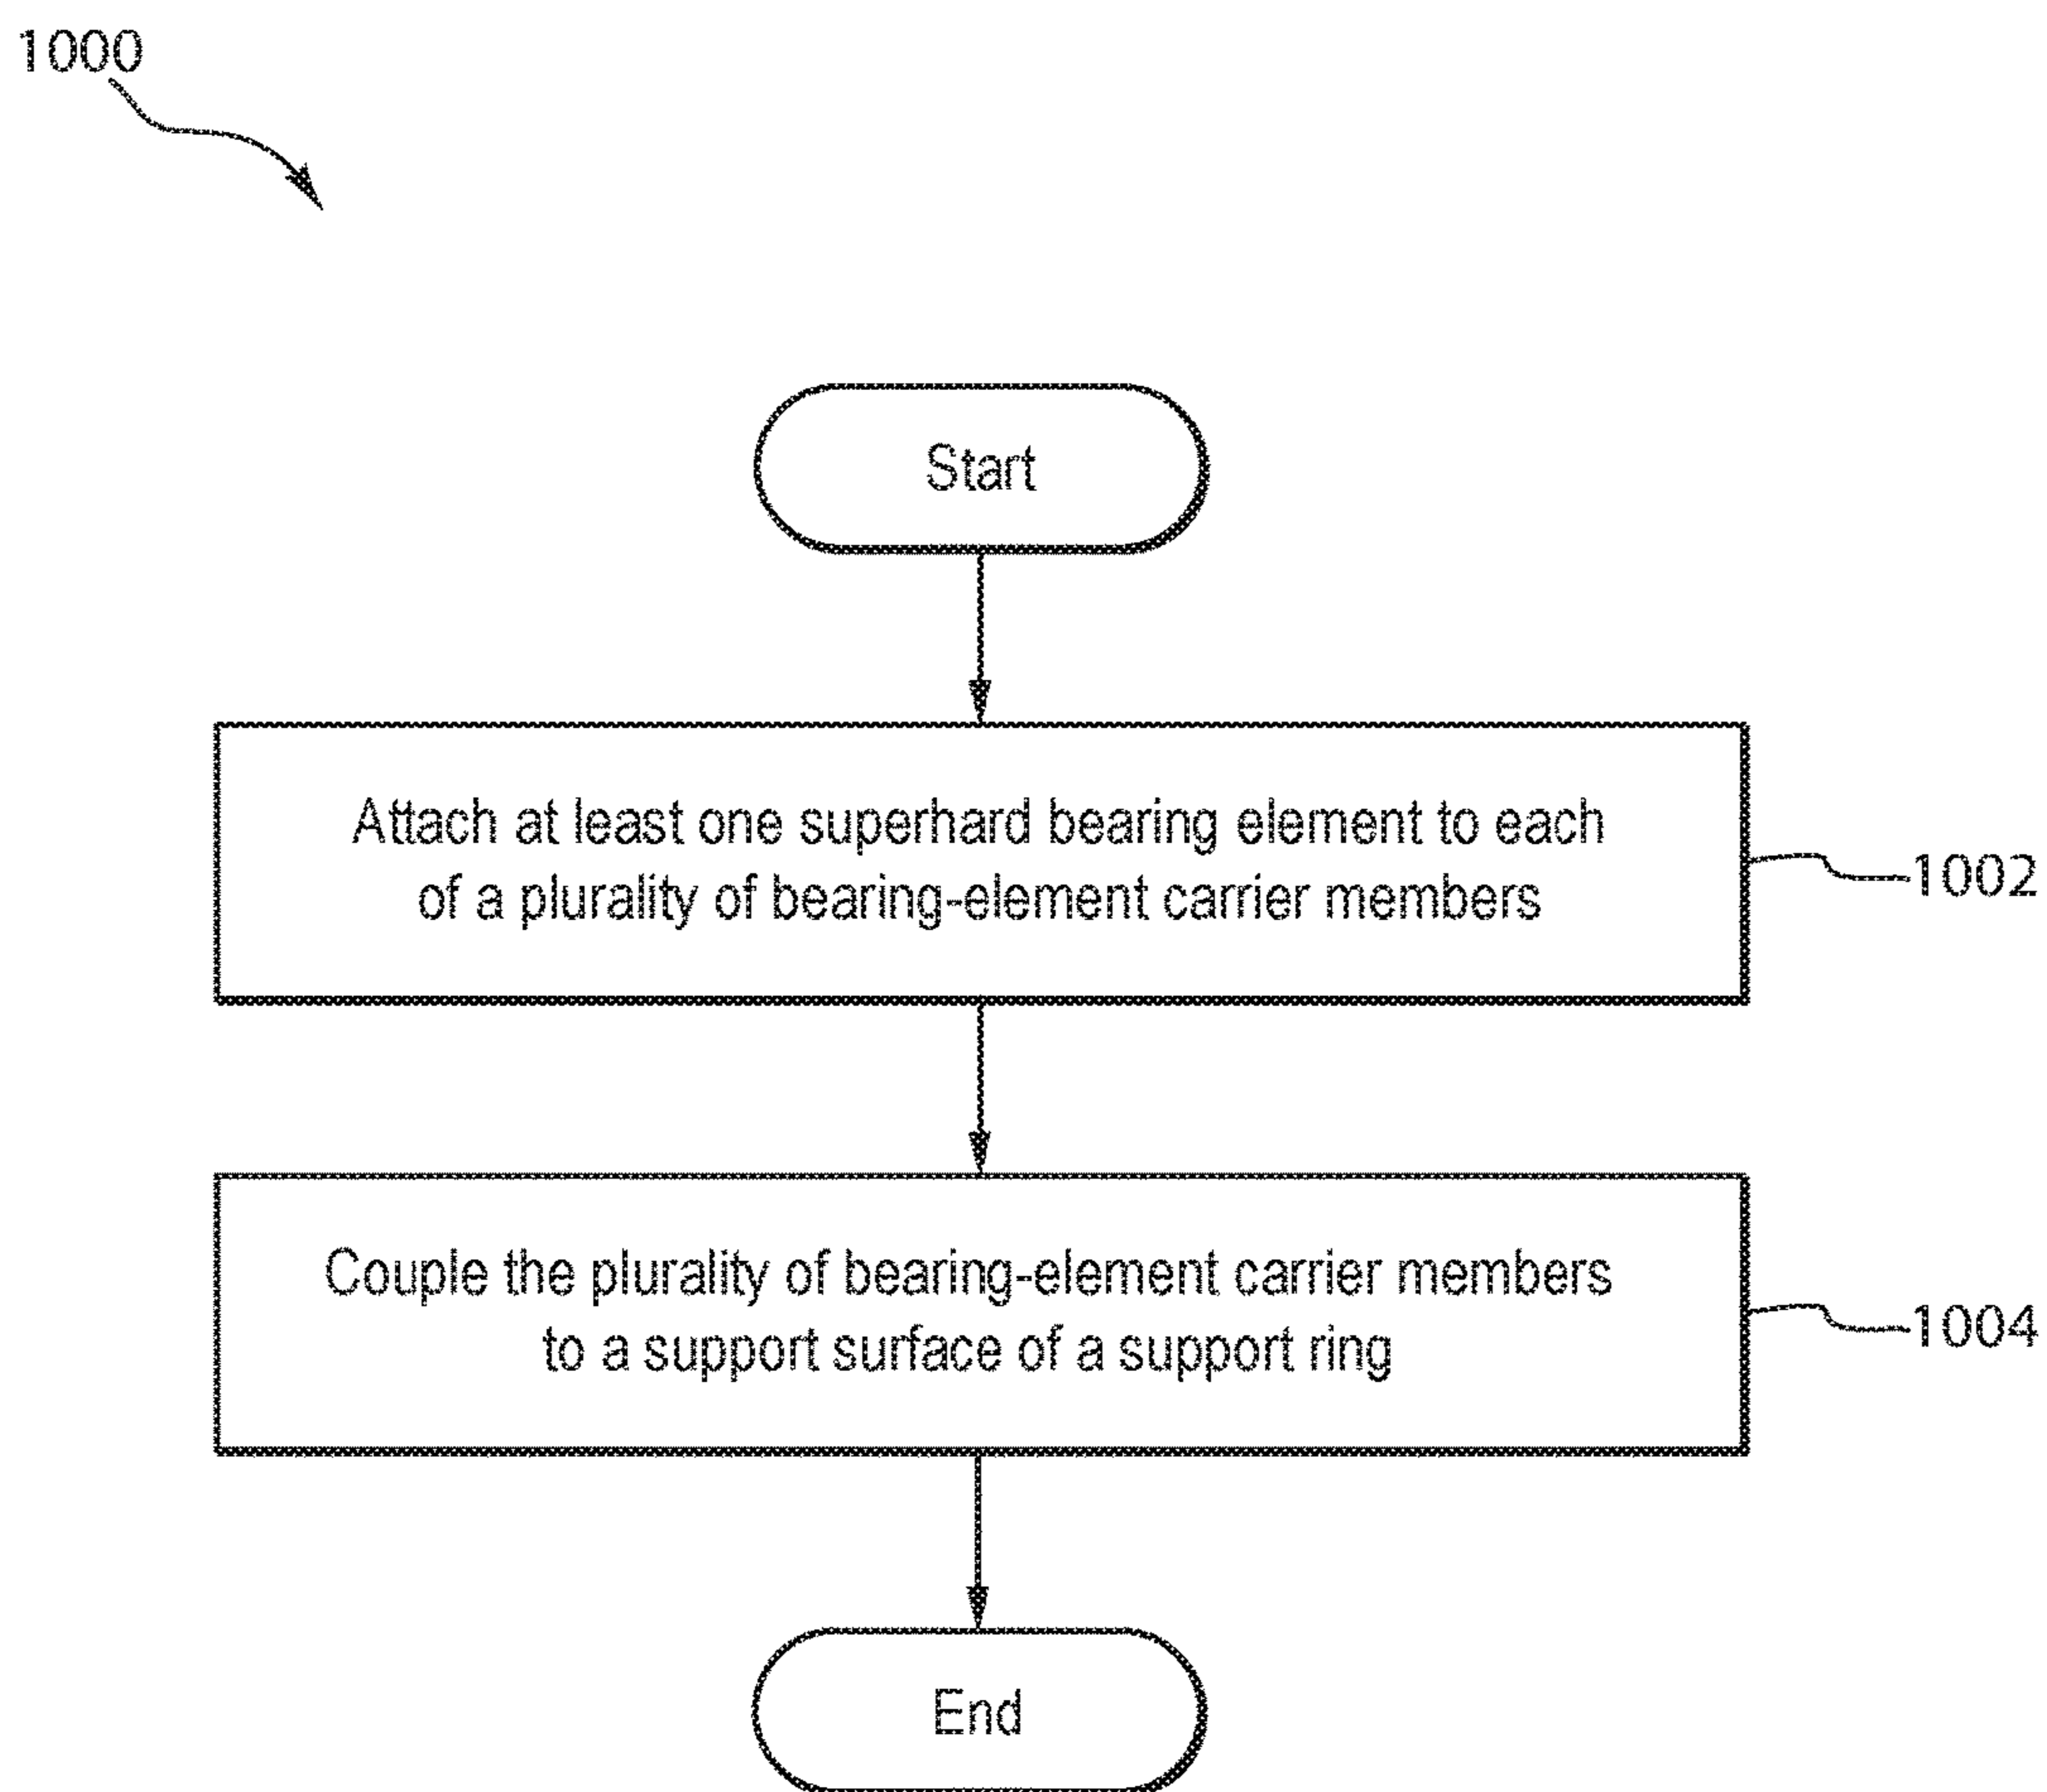 1000
Start
Attach at least one superhard bearing element to each
of a plurality of bearing-element carrier members
1002
Couple the plurality of bearing-element carrier members
to a support surface of a support ring
1004
End